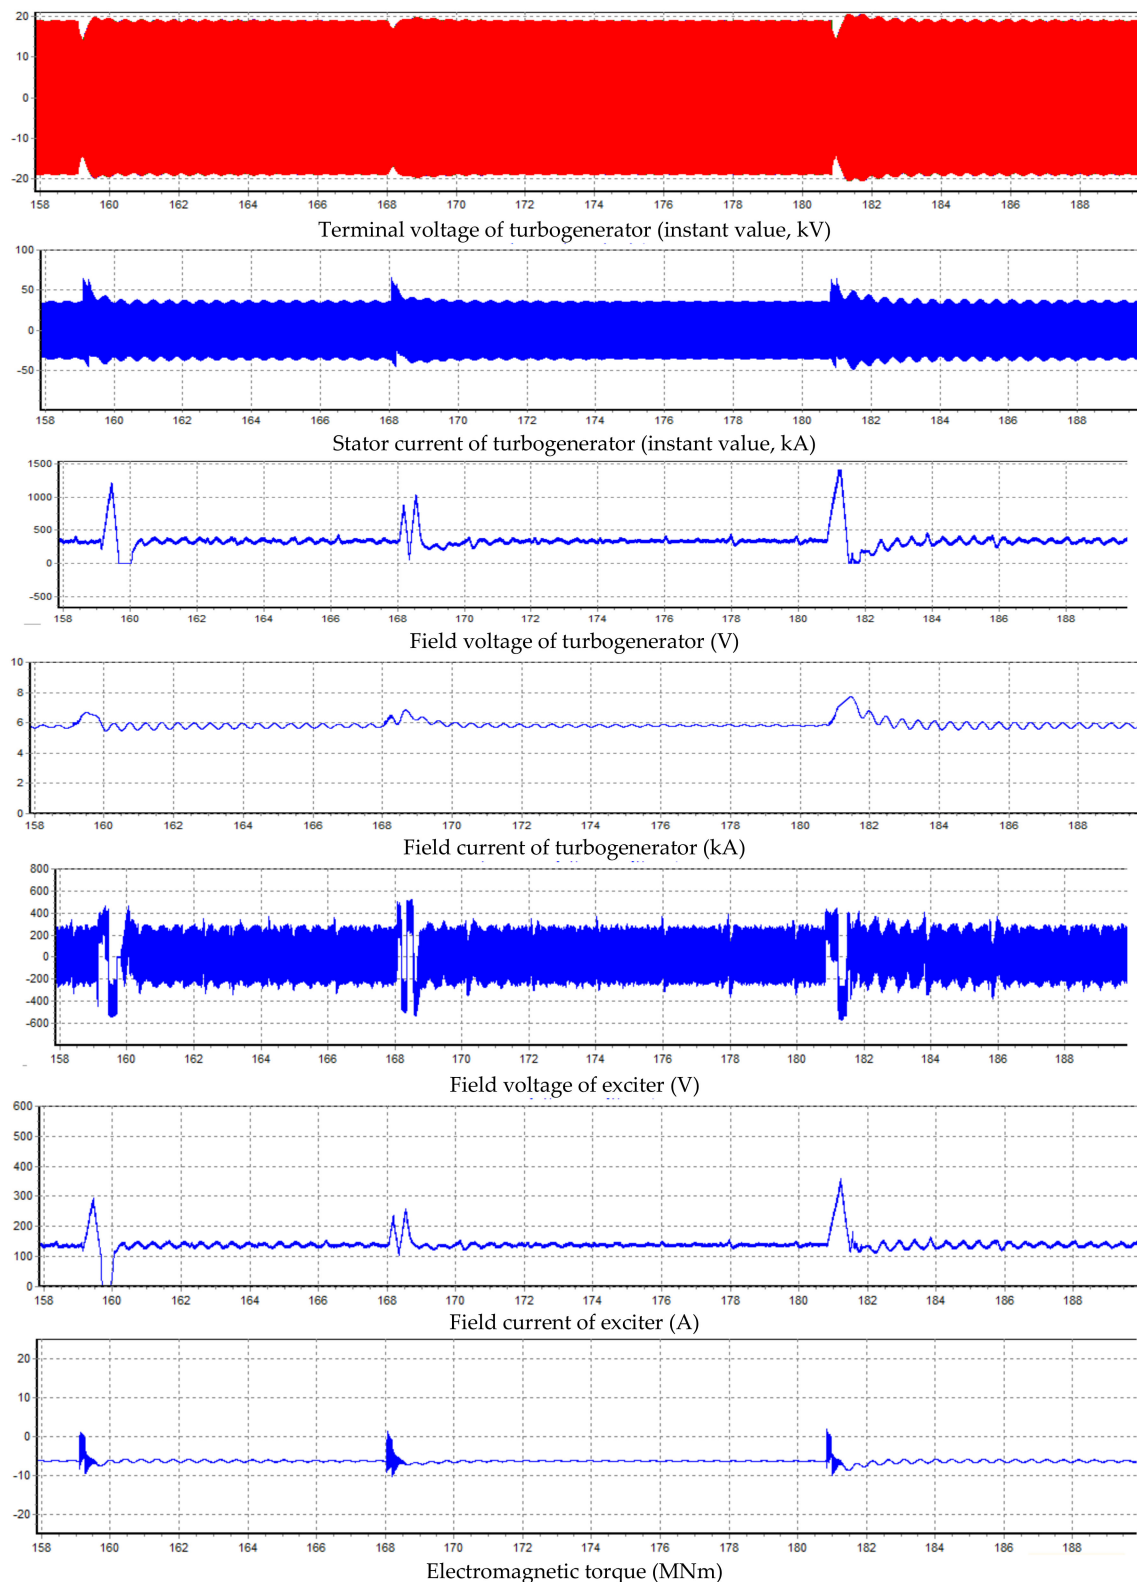 20
10
0
-10
-20
158 160 162 164 166 168 170 172 174 176 178 180 182 184 186 188
Terminal voltage of turbogenerator (instant value, kV)
100
50
0
-50
158 160 162 164 166 168 170 172 174 176 178 180 182 184 186 188
Stator current of turbogenerator (instant value, kA)
1500
1000
500
0
-500
158 160 162 164 166 168 170 172 174 176 178 180 182 184 186 188
Field voltage of turbogenerator (V)
10
8
6
4
2
0
158 160 162 164 166 168 170 172 174 176 178 180 182 184 186 188
Field current of turbogenerator (kA)
800
600
400
200
0
-200
-400
-600
158 160 162 164 166 168 170 172 174 176 178 180 182 184 186 188
Field voltage of exciter (V)
600
500
400
300
200
100
0
158 160 162 164 166 168 170 172 174 176 178 180 182 184 186 188
Field current of exciter (A)
20
10
0
-10
-20
158 160 162 164 166 168 170 172 174 176 178 180 182 184 186 188
Electromagnetic torque (MNm)